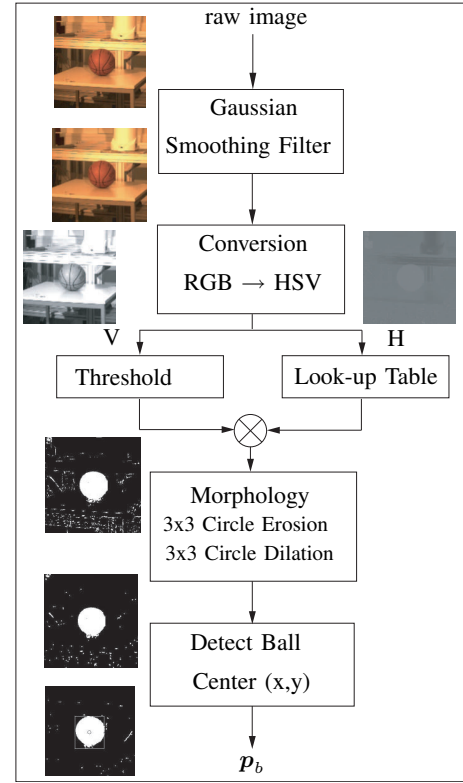 raw image
Gaussian
Smoothing Filter
Conversion
RGB → HSV
V
H
Threshold
Look-up Table
Morphology
3x3 Circle Erosion
3x3 Circle Dilation
Detect Ball
Center (x,y)
p_b